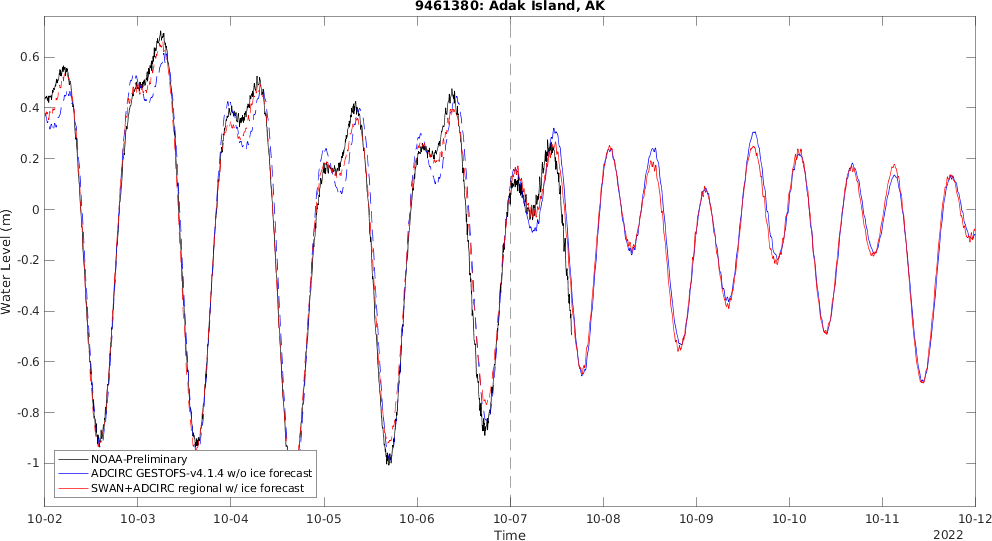 9461380: Adak Island, AK
Water Level (m)
0.6
0.4
0.2
0
-0.2
-0.4
-0.6
-0.8
-1
NOAA-Preliminary
ADCIRC GESTOFS-v4.1.4 w/o ice forecast
SWAN+ADCIRC regional w/ ice forecast
10-02 10-03 10-04 10-05 10-06 10-07 10-08 10-09 10-10 10-11 10-12
Time
2022